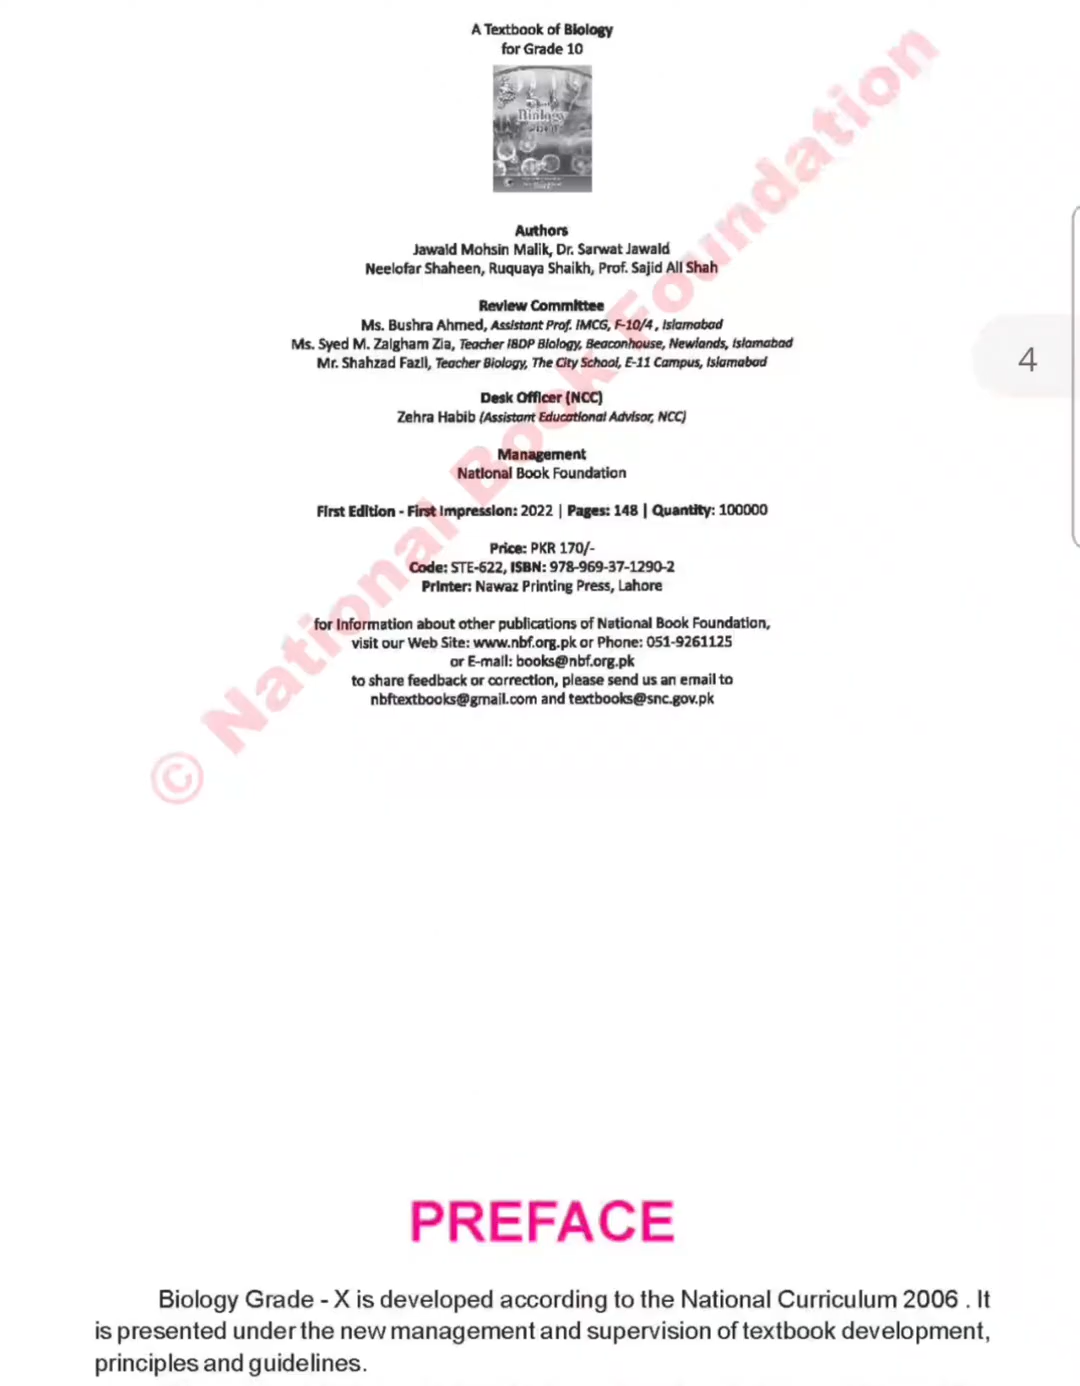 A Textbook of Biology
for Grade 10
Biology
Authors
Jawaid Mohsin Malik, Dr. Sarwat Jawaid
Neelofar Shaheen, Ruquaya Shaikh, Prof. Sajid Ali Shah
Review Committee
Ms. Bushra Ahmed, Assistant Prof. IMCG, F-10/4, Islamabad
Ms. Syed M. Zaigham Zia, Teacher IBDP Biology, Beaconhouse, Newlands, Islamabad
Mr. Shahzad Fazil, Teacher Biology, The City School, E-11 Campus, Islamabad
4
Desk Officer (NCC)
Zehra Habib (Assistant Educational Advisor, NCC)
Management
National Book Foundation
First Edition - First Impression: 2022 | Pages: 148 | Quantity: 100000
Price: PKR 170/-
Code: STE-622, ISBN: 978-969-37-1290-2
Printer: Nawaz Printing Press, Lahore
for Information about other publications of National Book Foundation,
visit our Web Site: www.nbf.org.pk or Phone: 051-9261125
or E-mail: books@nbf.org.pk
to share feedback or correction, please send us an email to
nbftextbooks@gmail.com and textbooks@snc.gov.pk
© National Book Foundation
PREFACE
Biology Grade - X is developed according to the National Curriculum 2006 . It
is presented under the new management and supervision of textbook development,
principles and guidelines.